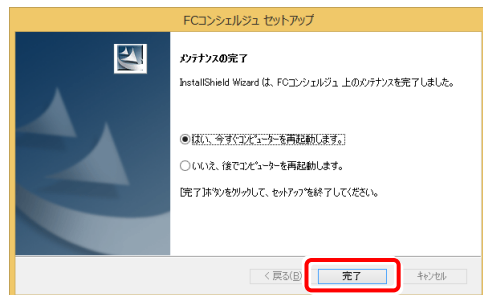 FCコンシェルジュ セットアップ
メンテナンスの完了
InstallShield Wizard は、FCコンシェルジュ 上のメンテナンスを完了しました。
はい、今すぐコンピューターを再起動します。
いいえ、後でコンピューターを再起動します。
[完了]ボタンをクリックして、セットアップを終了してください。
< 戻る(B)
完了
キャンセル